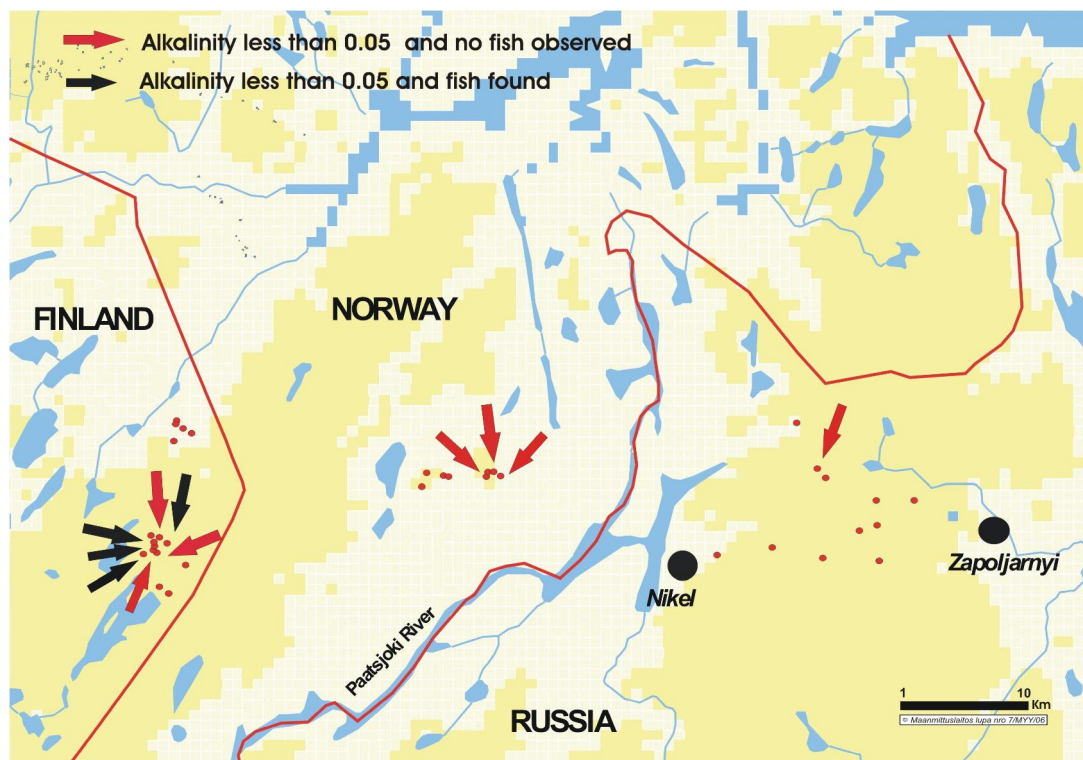 Alkalinity less than 0.05 and no fish observed
Alkalinity less than 0.05 and fish found
FINLAND
NORWAY
Zapoljarnyi
Nikel
Paatsjoki River
RUSSIA
1 10
Km
© Maanmittuslaitos lupa nro 7/MYY/06